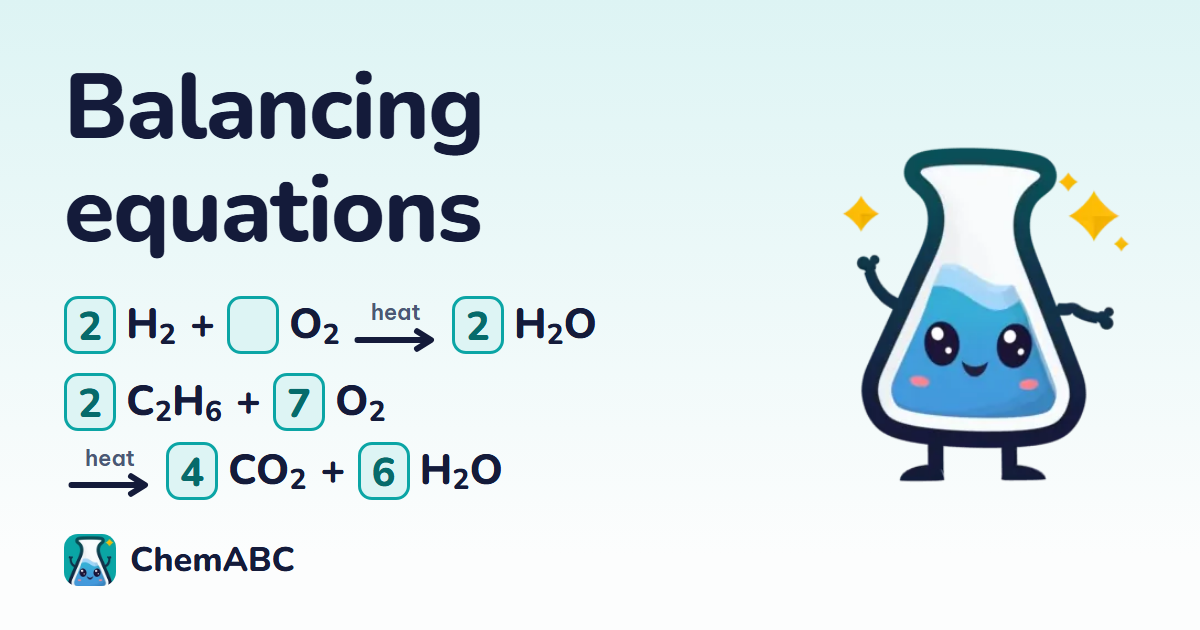 Balancing
equations
2 H₂ + O₂ heat 2 H₂O
2 C₂H₆ + 7 O₂
heat 4 CO₂ + 6 H₂O
ChemABC